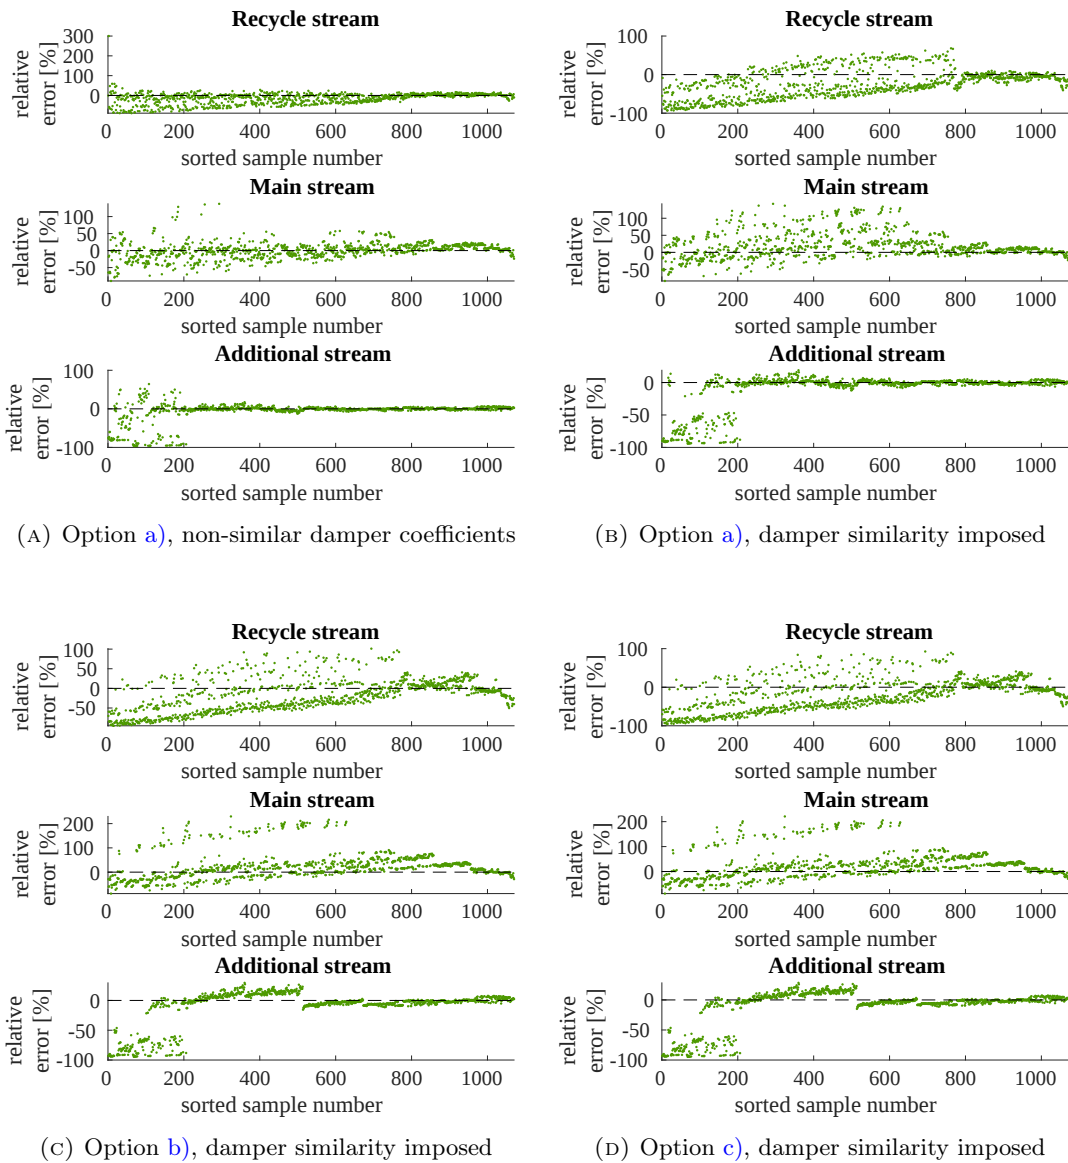 Recycle stream
300
200
100
0
relative
error [%]
0 200 400 600 800 1000
sorted sample number
Main stream
100
50
0
-50
relative
error [%]
0 200 400 600 800 1000
sorted sample number
Additional stream
100
0
-100
relative
error [%]
0 200 400 600 800 1000
sorted sample number
(A) Option a), non-similar damper coefficients
Recycle stream
100
0
-100
relative
error [%]
0 200 400 600 800 1000
sorted sample number
Main stream
100
50
0
-50
relative
error [%]
0 200 400 600 800 1000
sorted sample number
Additional stream
0
-50
-100
relative
error [%]
0 200 400 600 800 1000
sorted sample number
(B) Option a), damper similarity imposed
Recycle stream
100
50
0
-50
relative
error [%]
0 200 400 600 800 1000
sorted sample number
Main stream
200
100
0
relative
error [%]
0 200 400 600 800 1000
sorted sample number
Additional stream
0
-50
-100
relative
error [%]
0 200 400 600 800 1000
sorted sample number
(C) Option b), damper similarity imposed
Recycle stream
100
0
-100
relative
error [%]
0 200 400 600 800 1000
sorted sample number
Main stream
200
100
0
relative
error [%]
0 200 400 600 800 1000
sorted sample number
Additional stream
0
-50
-100
relative
error [%]
0 200 400 600 800 1000
sorted sample number
(D) Option c), damper similarity imposed